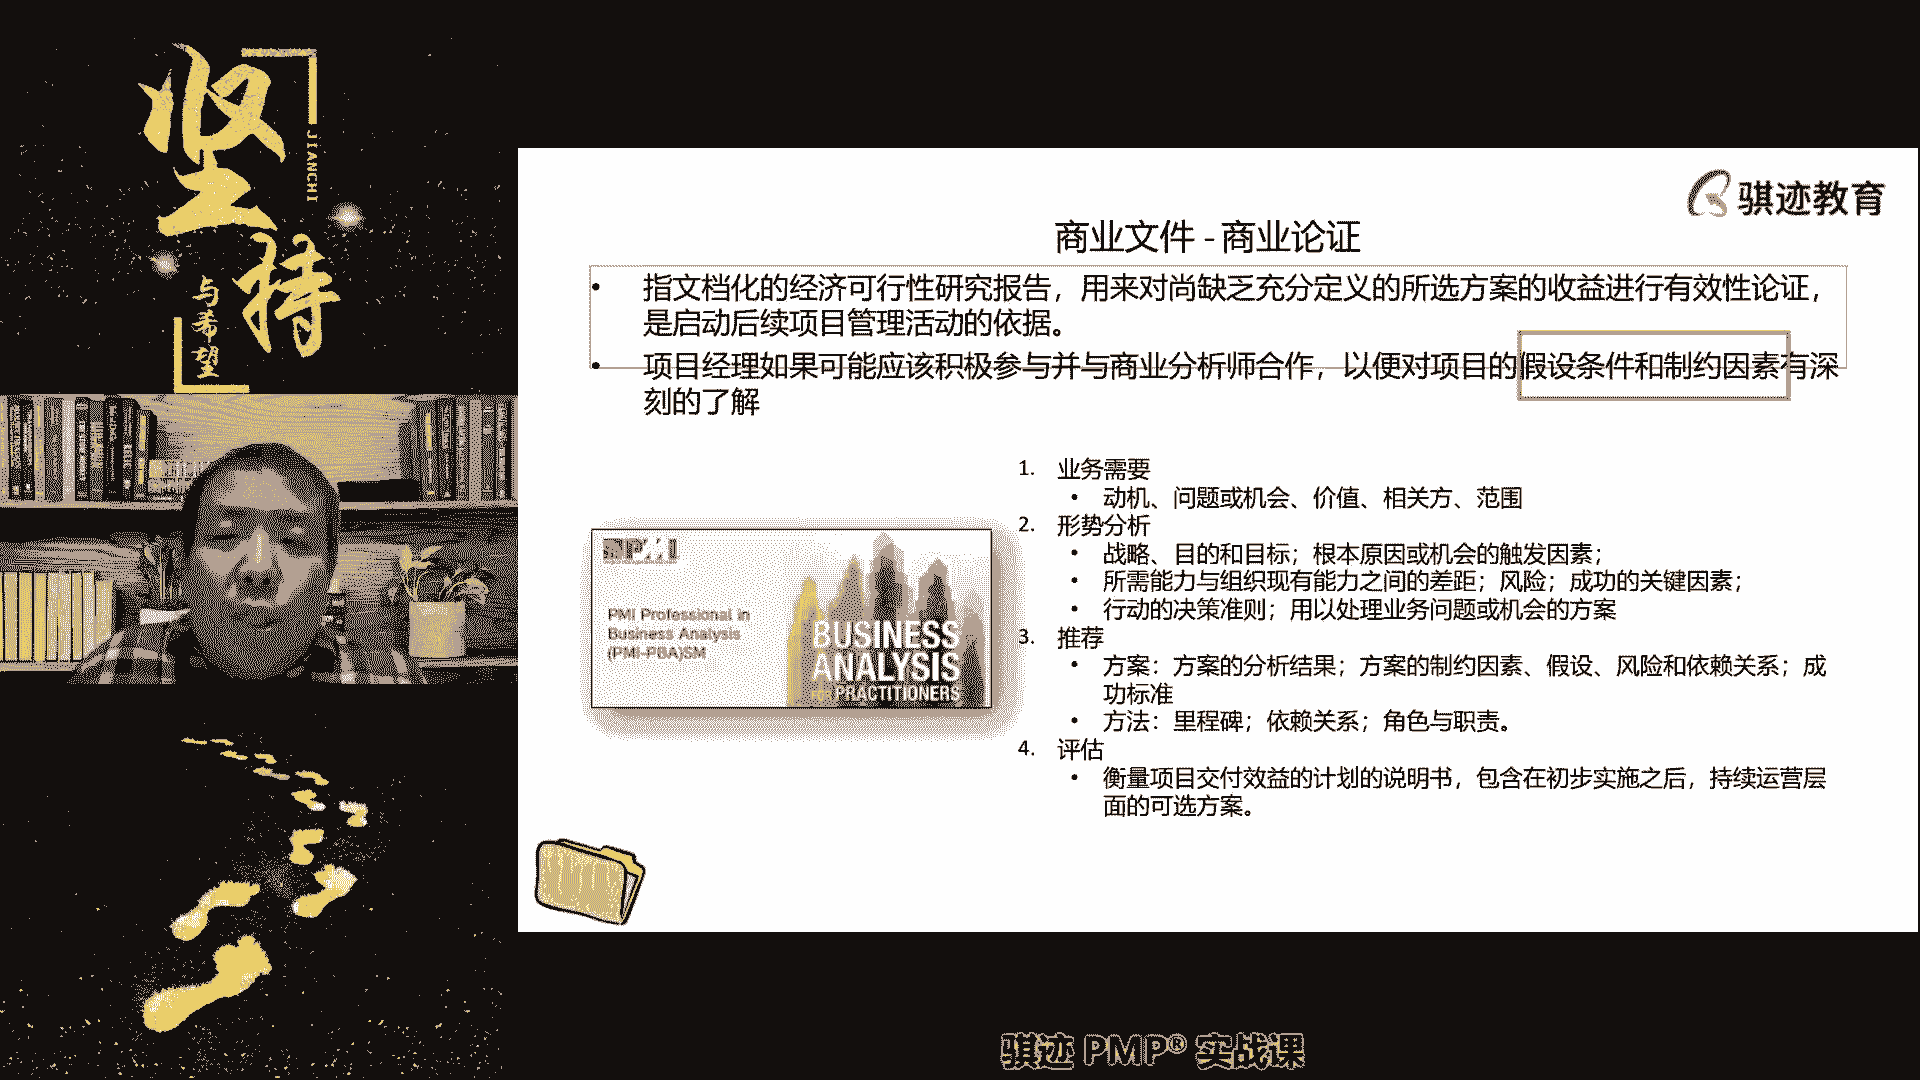 坚持
JIANCHI
与希望
骐迹教育
商业文件 - 商业论证
• 指文档化的经济可行性研究报告，用来对尚缺乏充分定义的所选方案的收益进行有效性论证，
是启动后续项目管理活动的依据。
• 项目经理如果可能应该积极参与并与商业分析师合作，以便对项目的假设条件和制约因素有深
刻的了解
1. 业务需要
• 动机、问题或机会、价值、相关方、范围
2. 形势分析
• 战略、目的和目标；根本原因或机会的触发因素；
• 所需能力与组织现有能力之间的差距；风险；成功的关键因素；
• 行动的决策准则；用以处理业务问题或机会的方案
3. 推荐
• 方案：方案的分析结果；方案的制约因素、假设、风险和依赖关系；成
功标准
• 方法：里程碑；依赖关系；角色与职责。
4. 评估
• 衡量项目交付效益的计划的说明书，包含在初步实施之后，持续运营层
面的可选方案。
PMI
PMI Professional in
Business Analysis
(PMI-PBA)SM
BUSINESS
ANALYSIS
FOR PRACTITIONERS
骐迹 PMP® 实战课